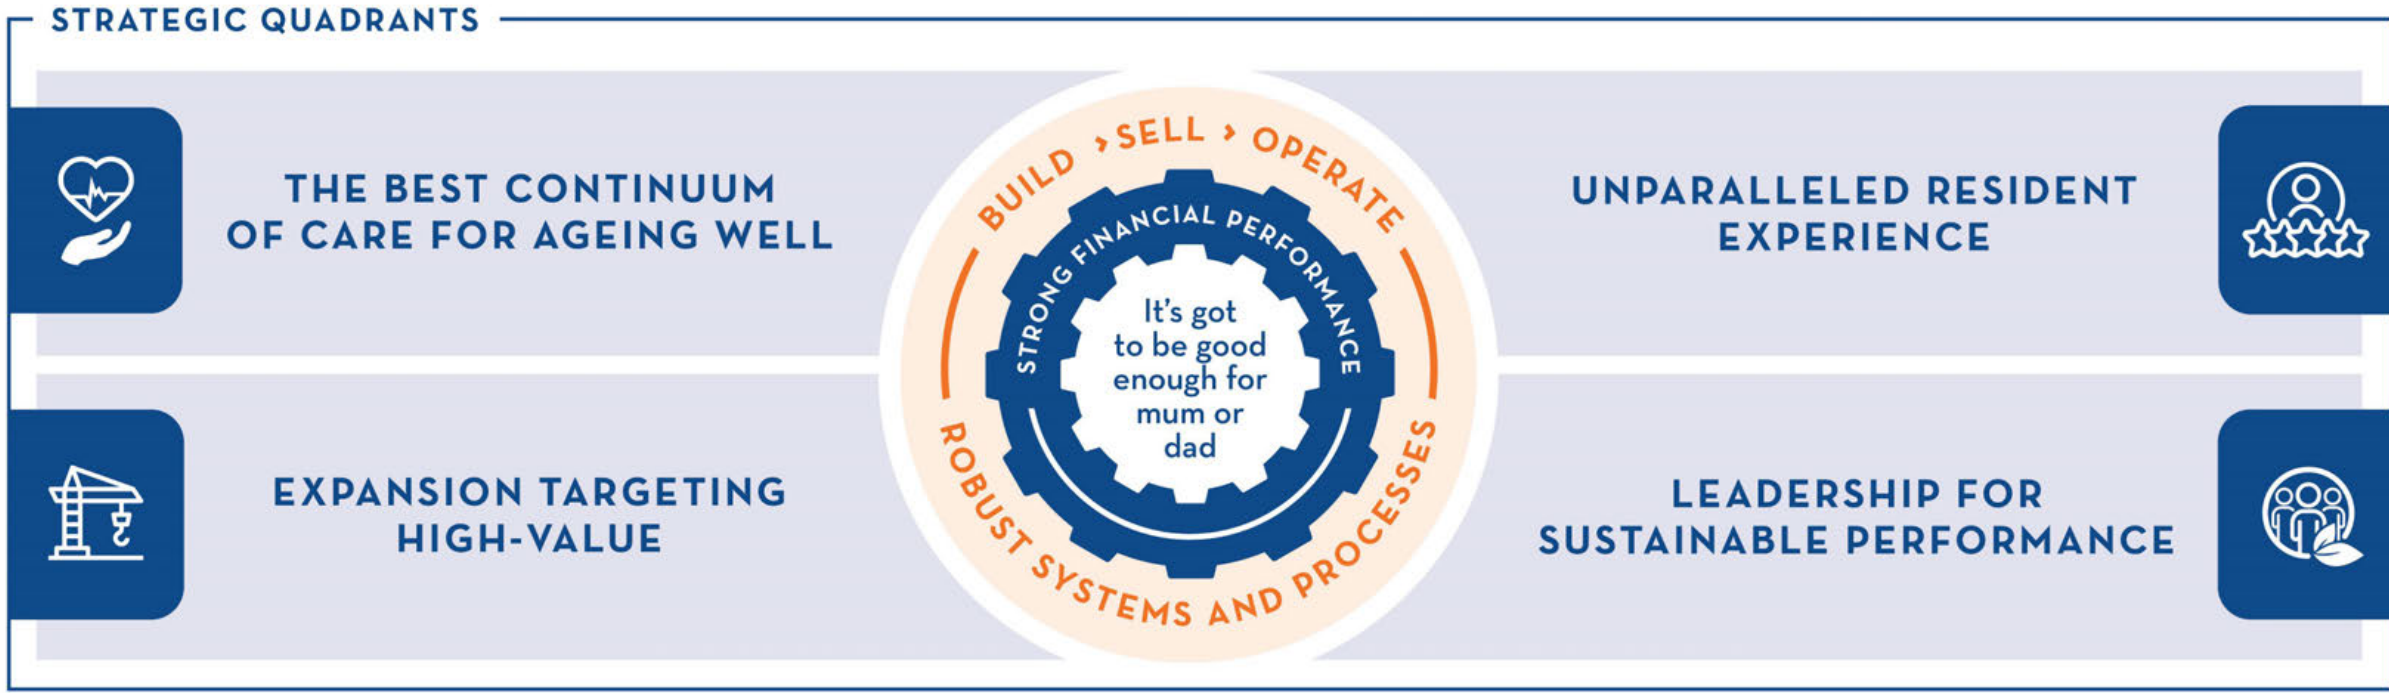 STRATEGIC QUADRANTS
THE BEST CONTINUUM
OF CARE FOR AGEING WELL
UNPARALLELED RESIDENT
EXPERIENCE
BUILD › SELL › OPERATE
STRONG FINANCIAL PERFORMANCE
It's got
to be good
enough for
mum or
dad
ROBUST SYSTEMS AND PROCESSES
EXPANSION TARGETING
HIGH-VALUE
LEADERSHIP FOR
SUSTAINABLE PERFORMANCE